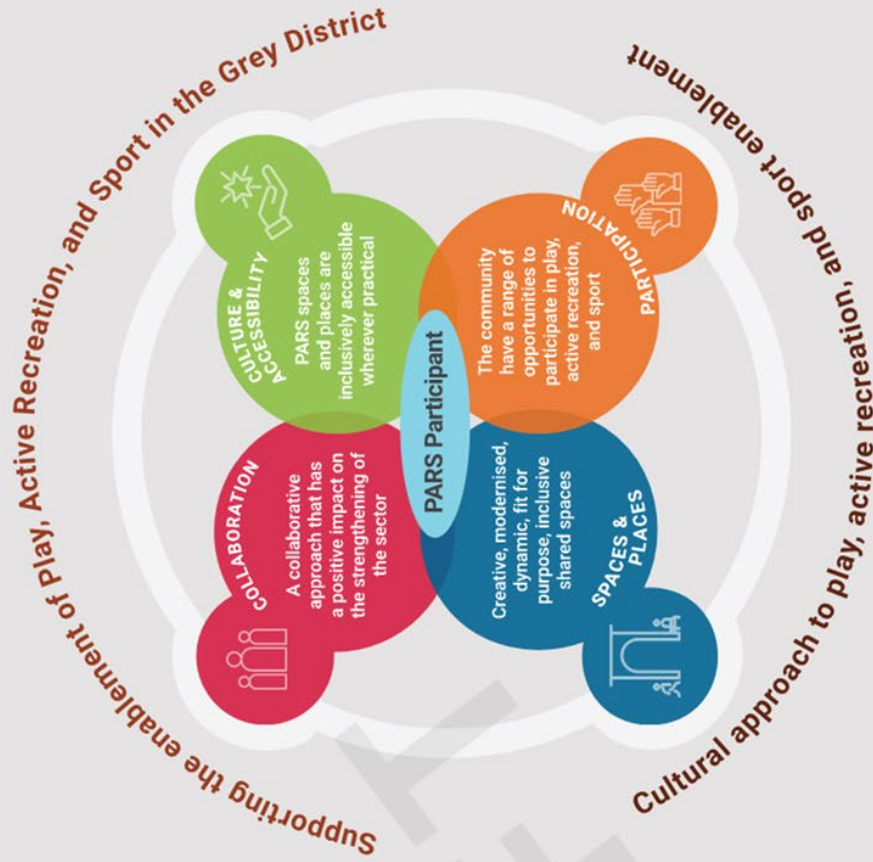 Supporting the enablement of Play, Active Recreation, and Sport in the Grey District
COLLABORATION
A collaborative
approach that has
a positive impact on
the strengthening of
the sector
CULTURE &
ACCESSIBILITY
PARS spaces
and places are
inclusively accessible
wherever practical
PARS Participant
Creative, modernised,
dynamic, fit for
purpose, inclusive
shared spaces
SPACES &
PLACES
The community
have a range of
opportunities to
participate in play,
active recreation,
and sport
PARTICIPATION
Cultural approach to play, active recreation, and sport enablement